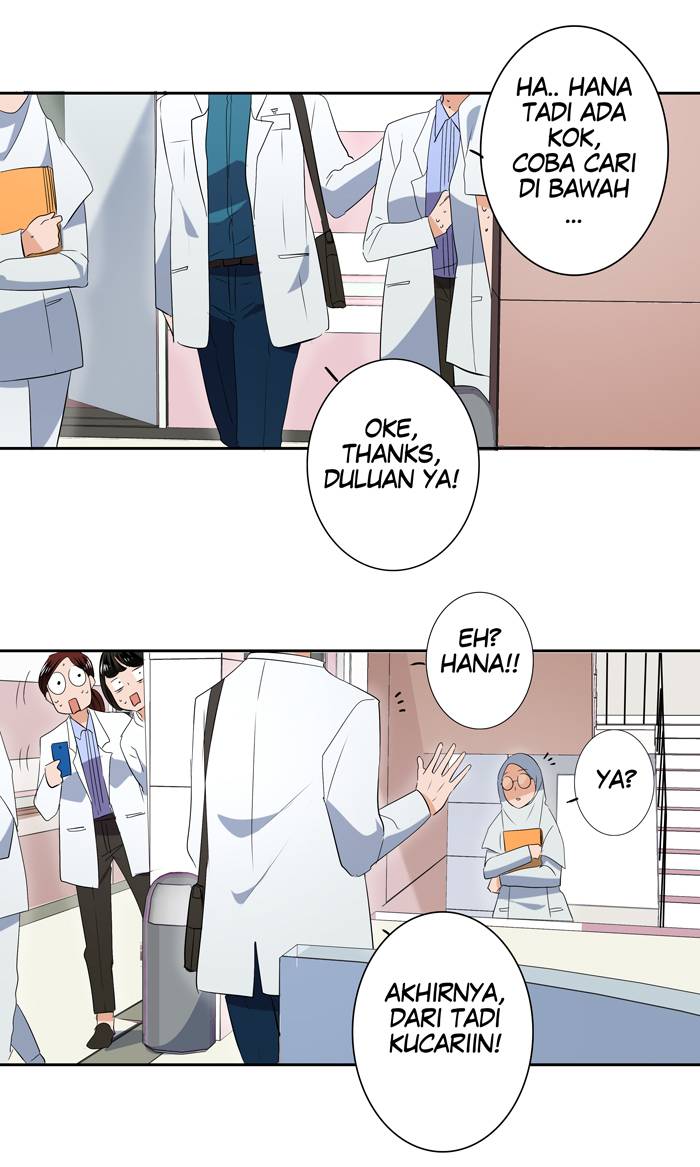 HA.. HANA
TADI ADA
KOK,
COBA CARI
DI BAWAH
...
OKE,
THANKS,
DULUAN YA!
EH?
HANA!!
YA?
AKHIRNYA,
DARI TADI
KUCARIIN!